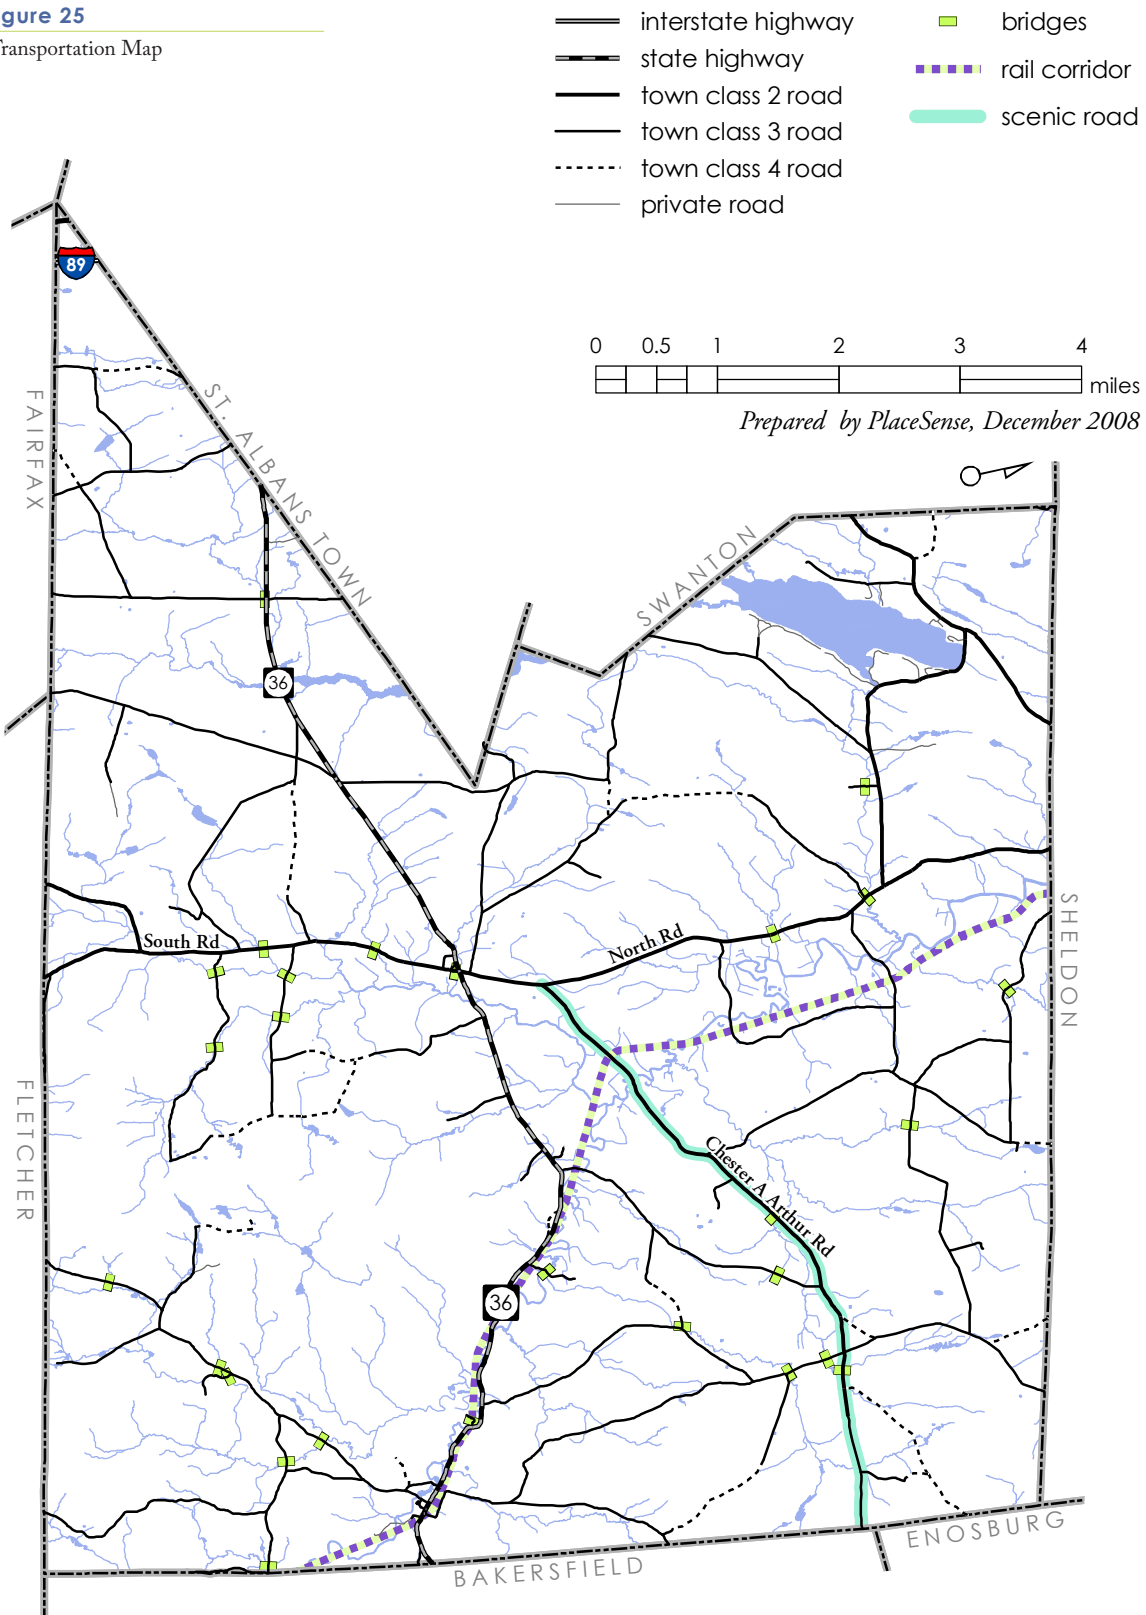 gure 25
Transportation Map
interstate highway
state highway
town class 2 road
town class 3 road
town class 4 road
private road
bridges
rail corridor
scenic road
89
0 0.5 1 2 3 4
miles
Prepared by PlaceSense, December 2008
FAIRFAX
ST. ALBANS TOWN
SWANTON
36
South Rd
North Rd
SHELDON
FLETCHER
Chester A Arthur Rd
36
BAKERSFIELD
ENOSBURG